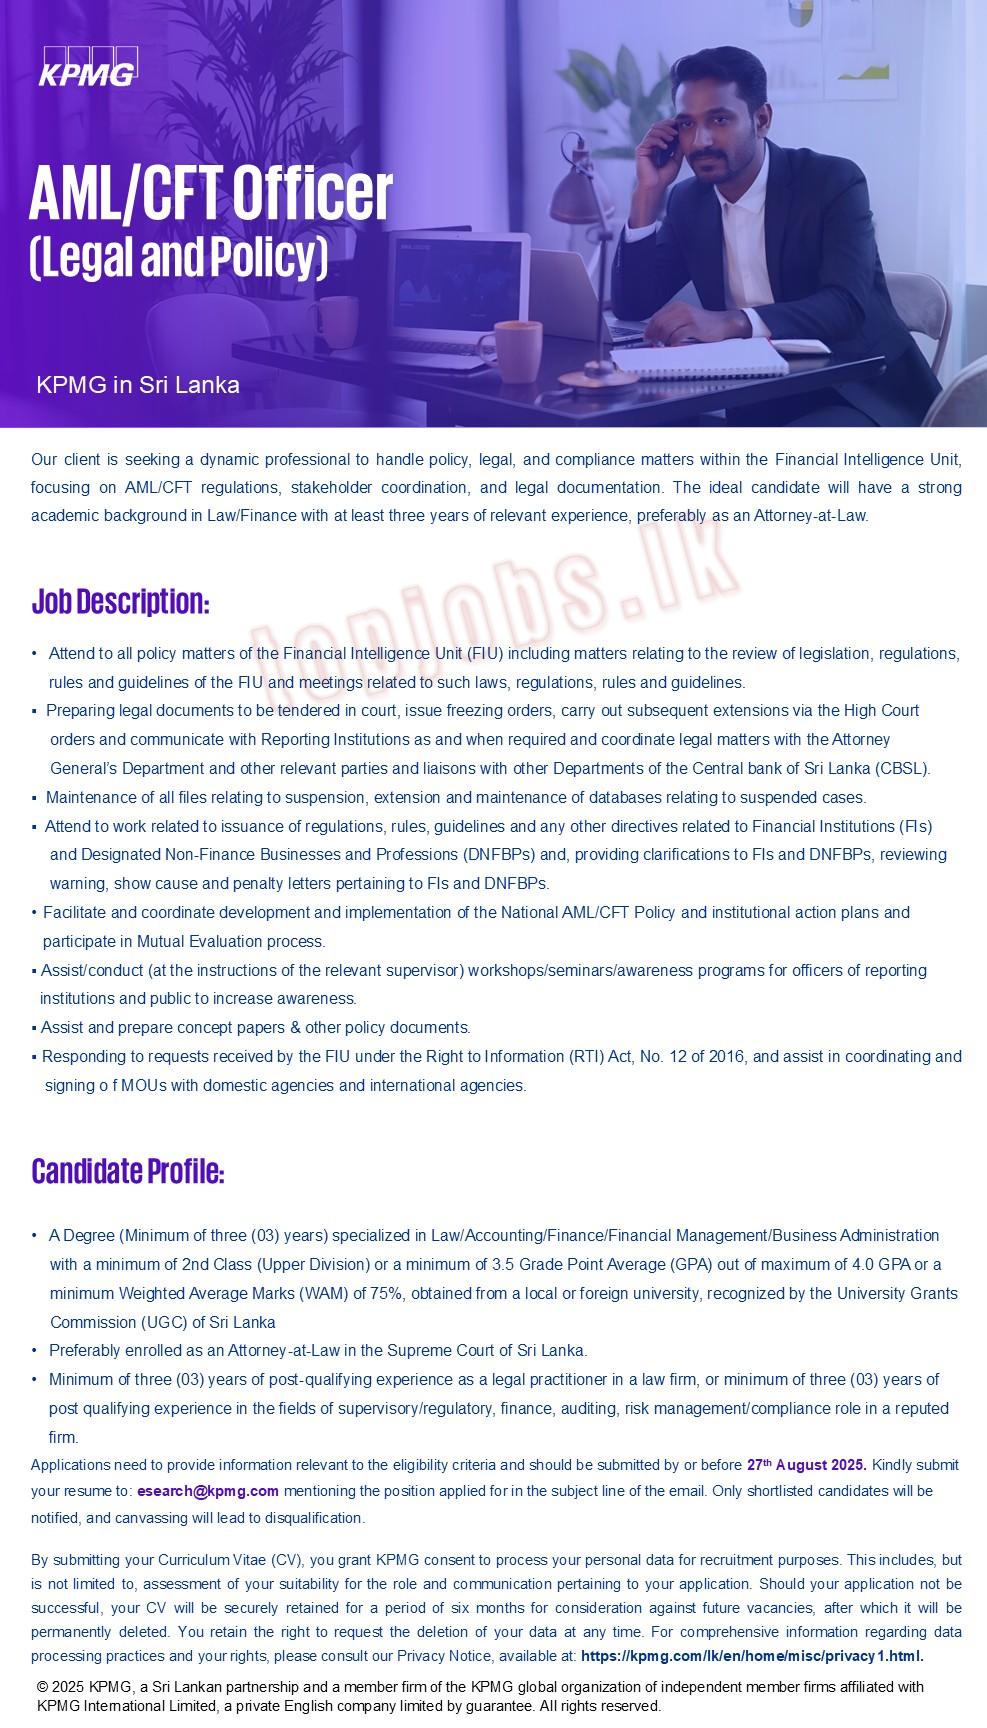 KPMG
AML/CFT Officer
(Legal and Policy)
KPMG in Sri Lanka
Our client is seeking a dynamic professional to handle policy, legal, and compliance matters within the Financial Intelligence Unit,
focusing on AML/CFT regulations, stakeholder coordination, and legal documentation. The ideal candidate will have a strong
academic background in Law/Finance with at least three years of relevant experience, preferably as an Attorney-at-Law.
topjobs.lk
Job Description:
• Attend to all policy matters of the Financial Intelligence Unit (FIU) including matters relating to the review of legislation, regulations,
rules and guidelines of the FIU and meetings related to such laws, regulations, rules and guidelines.
▪ Preparing legal documents to be tendered in court, issue freezing orders, carry out subsequent extensions via the High Court
orders and communicate with Reporting Institutions as and when required and coordinate legal matters with the Attorney
General’s Department and other relevant parties and liaisons with other Departments of the Central bank of Sri Lanka (CBSL).
▪ Maintenance of all files relating to suspension, extension and maintenance of databases relating to suspended cases.
▪ Attend to work related to issuance of regulations, rules, guidelines and any other directives related to Financial Institutions (FIs)
and Designated Non-Finance Businesses and Professions (DNFBPs) and, providing clarifications to FIs and DNFBPs, reviewing
warning, show cause and penalty letters pertaining to FIs and DNFBPs.
• Facilitate and coordinate development and implementation of the National AML/CFT Policy and institutional action plans and
participate in Mutual Evaluation process.
▪ Assist/conduct (at the instructions of the relevant supervisor) workshops/seminars/awareness programs for officers of reporting
institutions and public to increase awareness.
▪ Assist and prepare concept papers & other policy documents.
▪ Responding to requests received by the FIU under the Right to Information (RTI) Act, No. 12 of 2016, and assist in coordinating and
signing o f MOUs with domestic agencies and international agencies.
Candidate Profile:
• A Degree (Minimum of three (03) years) specialized in Law/Accounting/Finance/Financial Management/Business Administration
with a minimum of 2nd Class (Upper Division) or a minimum of 3.5 Grade Point Average (GPA) out of maximum of 4.0 GPA or a
minimum Weighted Average Marks (WAM) of 75%, obtained from a local or foreign university, recognized by the University Grants
Commission (UGC) of Sri Lanka
• Preferably enrolled as an Attorney-at-Law in the Supreme Court of Sri Lanka.
• Minimum of three (03) years of post-qualifying experience as a legal practitioner in a law firm, or minimum of three (03) years of
post qualifying experience in the fields of supervisory/regulatory, finance, auditing, risk management/compliance role in a reputed
firm.
Applications need to provide information relevant to the eligibility criteria and should be submitted by or before 27th August 2025. Kindly submit
your resume to: esearch@kpmg.com mentioning the position applied for in the subject line of the email. Only shortlisted candidates will be
notified, and canvassing will lead to disqualification.
By submitting your Curriculum Vitae (CV), you grant KPMG consent to process your personal data for recruitment purposes. This includes, but
is not limited to, assessment of your suitability for the role and communication pertaining to your application. Should your application not be
successful, your CV will be securely retained for a period of six months for consideration against future vacancies, after which it will be
permanently deleted. You retain the right to request the deletion of your data at any time. For comprehensive information regarding data
processing practices and your rights, please consult our Privacy Notice, available at: https://kpmg.com/lk/en/home/misc/privacy1.html.
© 2025 KPMG, a Sri Lankan partnership and a member firm of the KPMG global organization of independent member firms affiliated with
KPMG International Limited, a private English company limited by guarantee. All rights reserved.